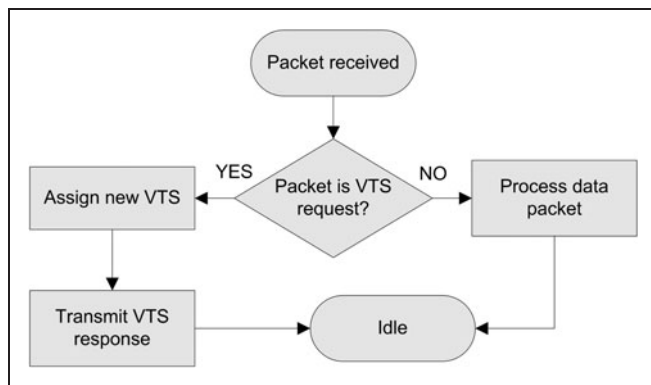 Packet received
YES
Packet is VTS
request?
NO
Assign new VTS
Process data
packet
Transmit VTS
response
Idle